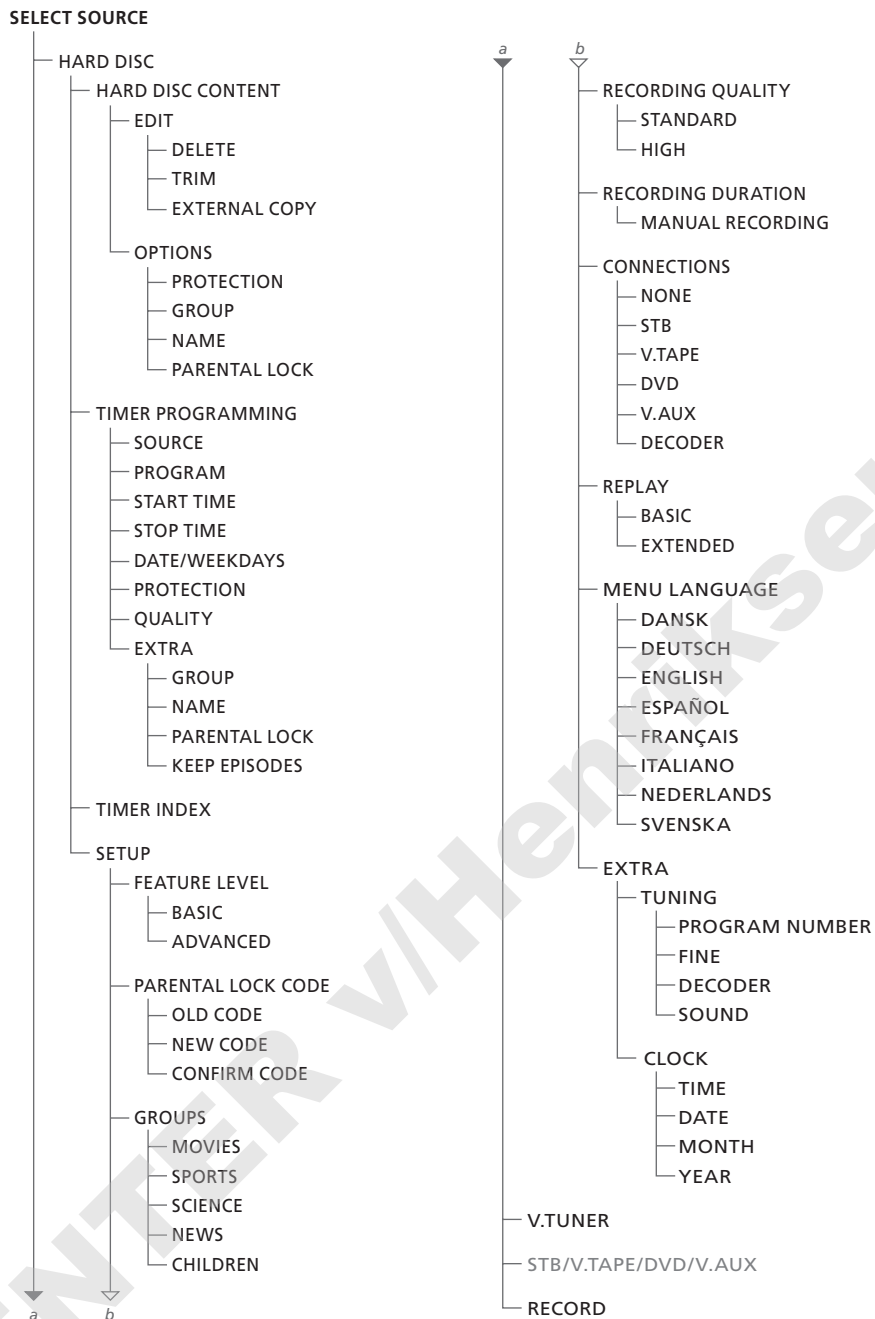 SELECT SOURCE
HARD DISC
HARD DISC CONTENT
EDIT
DELETE
TRIM
EXTERNAL COPY
OPTIONS
PROTECTION
GROUP
NAME
PARENTAL LOCK
TIMER PROGRAMMING
SOURCE
PROGRAM
START TIME
STOP TIME
DATE/WEEKDAYS
PROTECTION
QUALITY
EXTRA
GROUP
NAME
PARENTAL LOCK
KEEP EPISODES
TIMER INDEX
SETUP
FEATURE LEVEL
BASIC
ADVANCED
PARENTAL LOCK CODE
OLD CODE
NEW CODE
CONFIRM CODE
GROUPS
MOVIES
SPORTS
SCIENCE
NEWS
CHILDREN
a b
a b
RECORDING QUALITY
STANDARD
HIGH
RECORDING DURATION
MANUAL RECORDING
CONNECTIONS
NONE
STB
V.TAPE
DVD
V.AUX
DECODER
REPLAY
BASIC
EXTENDED
MENU LANGUAGE
DANSK
DEUTSCH
ENGLISH
ESPAÑOL
FRANÇAIS
ITALIANO
NEDERLANDS
SVENSKA
EXTRA
TUNING
PROGRAM NUMBER
FINE
DECODER
SOUND
CLOCK
TIME
DATE
MONTH
YEAR
V.TUNER
STB/V.TAPE/DVD/V.AUX
RECORD